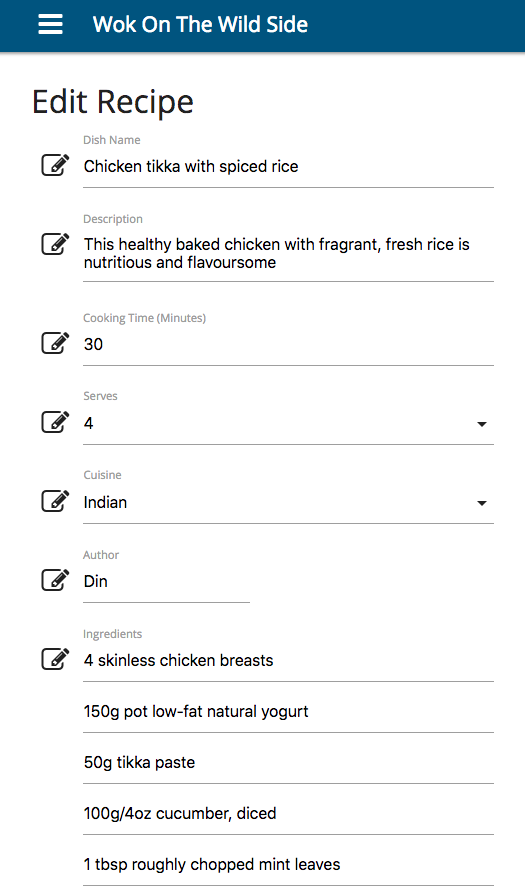 Wok On The Wild Side
Edit Recipe
Dish Name
Chicken tikka with spiced rice
Description
This healthy baked chicken with fragrant, fresh rice is
nutritious and flavoursome
Cooking Time (Minutes)
30
Serves
4
Cuisine
Indian
Author
Din
Ingredients
4 skinless chicken breasts
150g pot low-fat natural yogurt
50g tikka paste
100g/4oz cucumber, diced
1 tbsp roughly chopped mint leaves